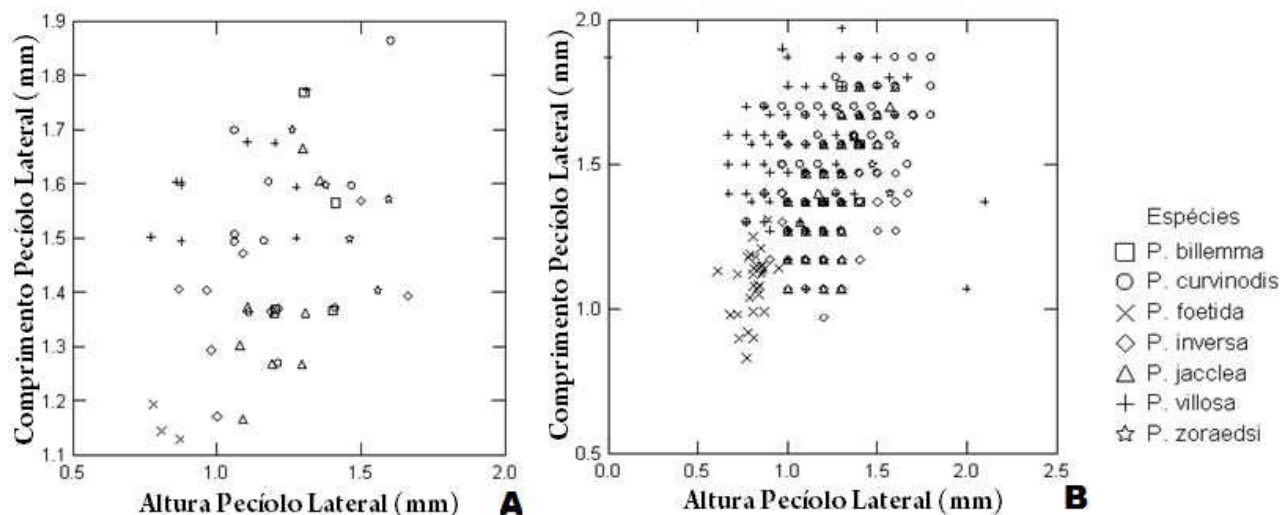 Comprimento Pecíolo Lateral ( mm )
1.9
1.8
1.7
1.6
1.5
1.4
1.3
1.2
1.1
0.5
1.0
1.5
2.0
Altura Pecíolo Lateral ( mm )
A
Comprimento Pecíolo Lateral ( mm )
2.0
1.5
1.0
0.5
0.0
0.5
1.0
1.5
2.0
2.5
Altura Pecíolo Lateral ( mm )
B
Espécies
P. billemma
P. curvinodis
P. foetida
P. inversa
P. jacclea
P. villosa
P. zoraedsi